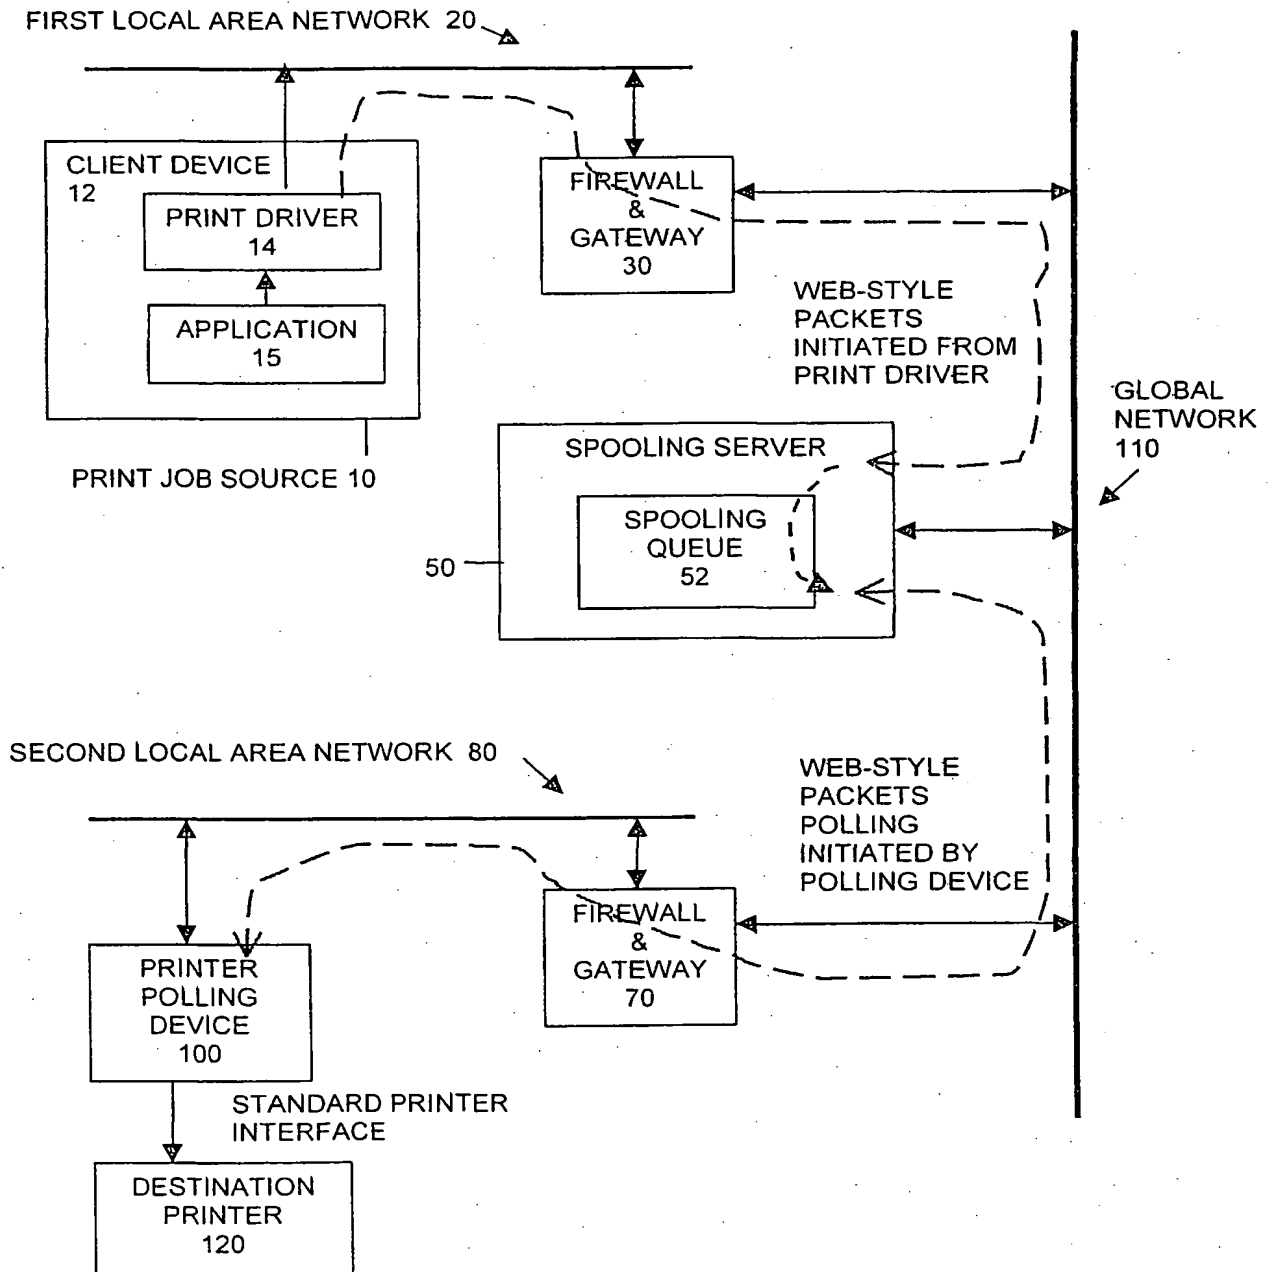 FIRST LOCAL AREA NETWORK 20
CLIENT DEVICE
12
PRINT DRIVER
14
APPLICATION
15
PRINT JOB SOURCE 10
FIREWALL
&
GATEWAY
30
WEB-STYLE
PACKETS
INITIATED FROM
PRINT DRIVER
GLOBAL
NETWORK
110
SPOOLING SERVER
SPOOLING
QUEUE
52
50
SECOND LOCAL AREA NETWORK 80
WEB-STYLE
PACKETS
POLLING
INITIATED BY
POLLING DEVICE
FIREWALL
&
GATEWAY
70
PRINTER
POLLING
DEVICE
100
STANDARD PRINTER
INTERFACE
DESTINATION
PRINTER
120